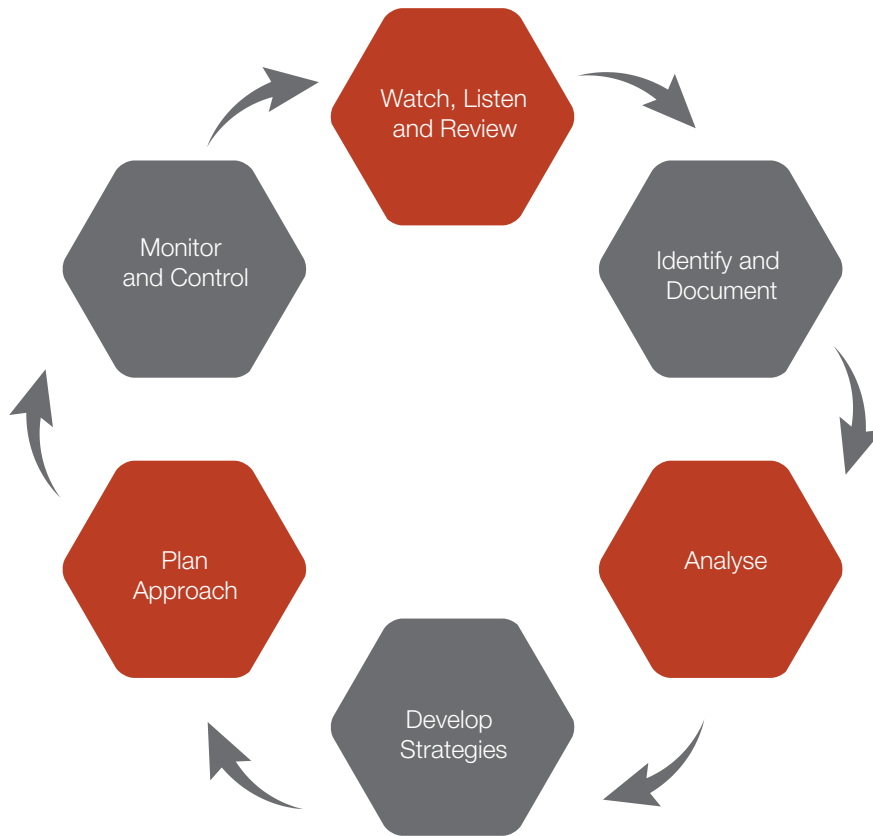 Watch, Listen
and Review
Identify and
Document
Analyse
Develop
Strategies
Plan
Approach
Monitor
and Control